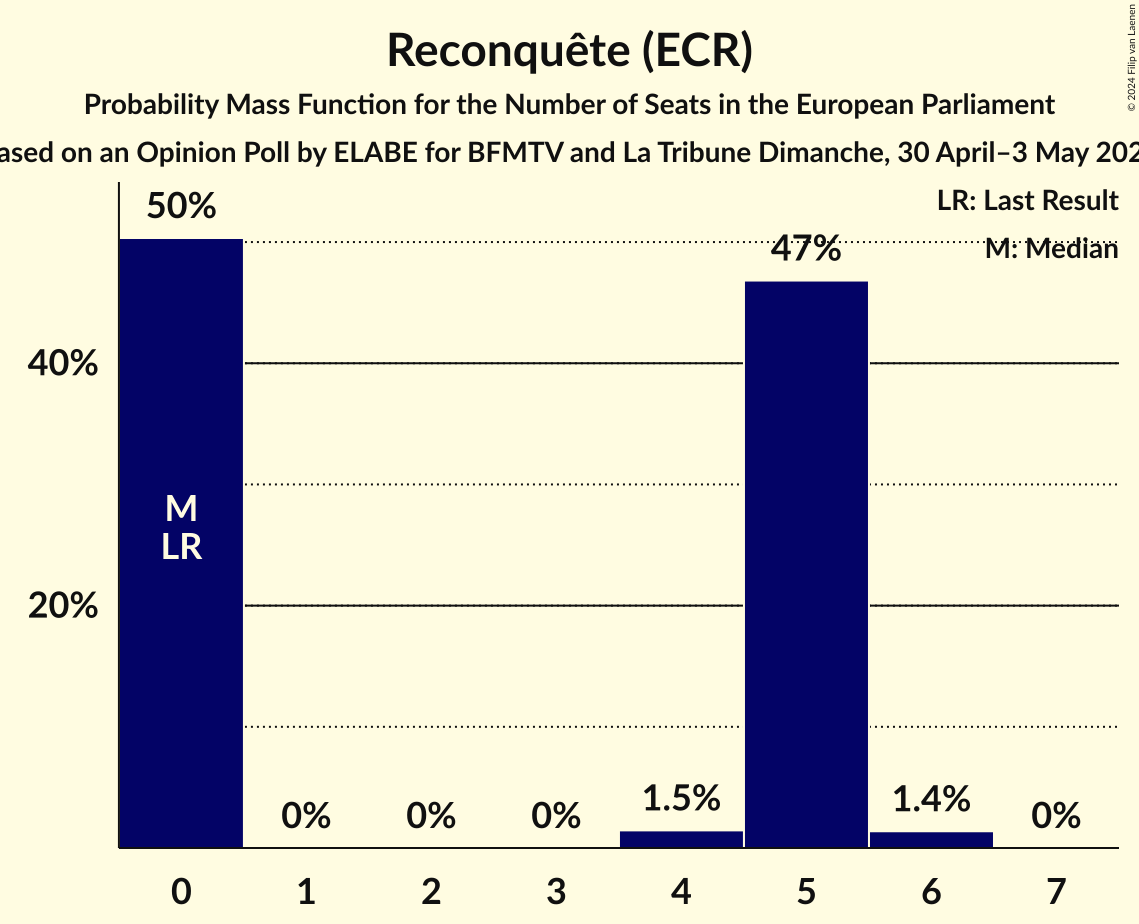 Reconquête (ECR)
Probability Mass Function for the Number of Seats in the European Parliament
ased on an Opinion Poll by ELABE for BFMTV and La Tribune Dimanche, 30 April–3 May 202
© 2024 Filip van Laenen
LR: Last Result
M: Median
50%
47%
40%
M
LR
20%
0%
0%
0%
1.5%
1.4%
0%
0
1
2
3
4
5
6
7